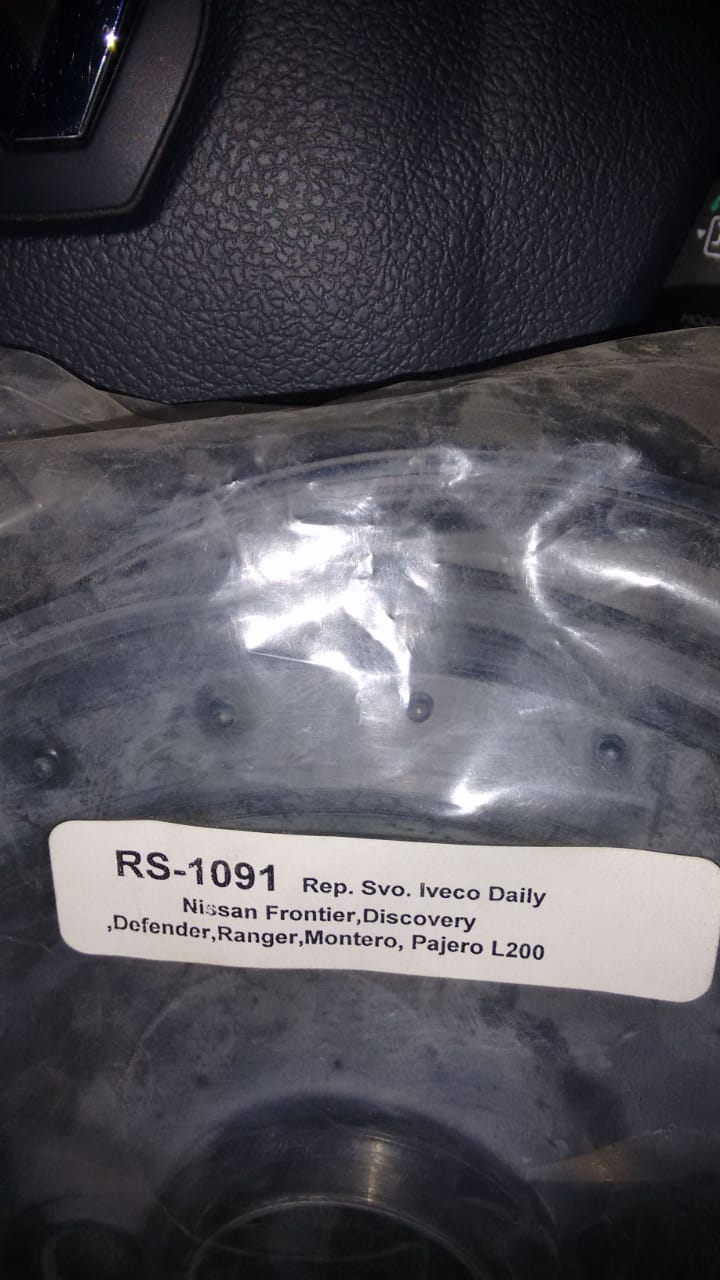 RS-1091 Rep. Svo. Iveco Daily
Nissan Frontier,Discovery
,Defender,Ranger,Montero, Pajero L200